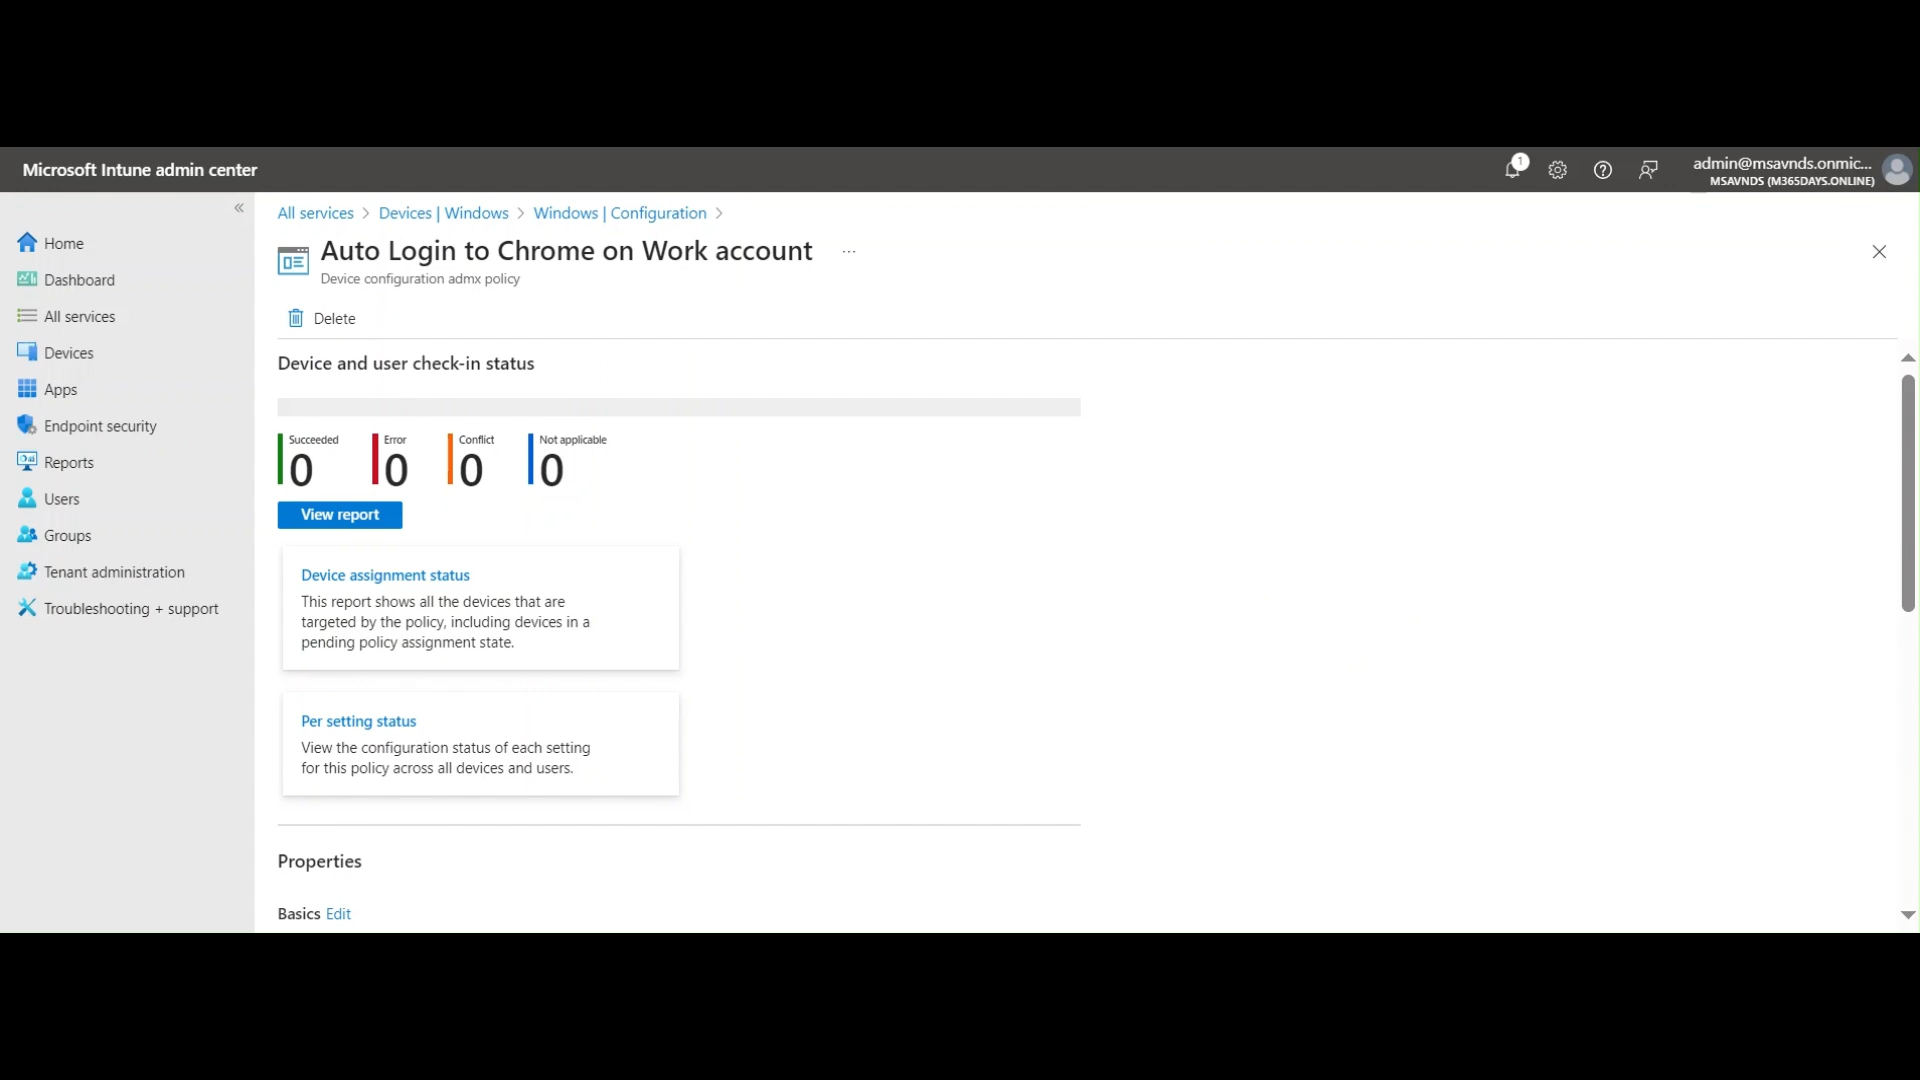 Microsoft Intune admin center
1
admin@msavnds.onmic...
MSAVNDS (M365DAYS.ONLINE)
«
Home
Dashboard
All services
Devices
Apps
Endpoint security
Reports
Users
Groups
Tenant administration
Troubleshooting + support
All services > Devices | Windows > Windows | Configuration >
Auto Login to Chrome on Work account ...
Device configuration admx policy
Delete
Device and user check-in status
Succeeded
0
Error
0
Conflict
0
Not applicable
0
View report
Device assignment status
This report shows all the devices that are
targeted by the policy, including devices in a
pending policy assignment state.
Per setting status
View the configuration status of each setting
for this policy across all devices and users.
Properties
Basics Edit